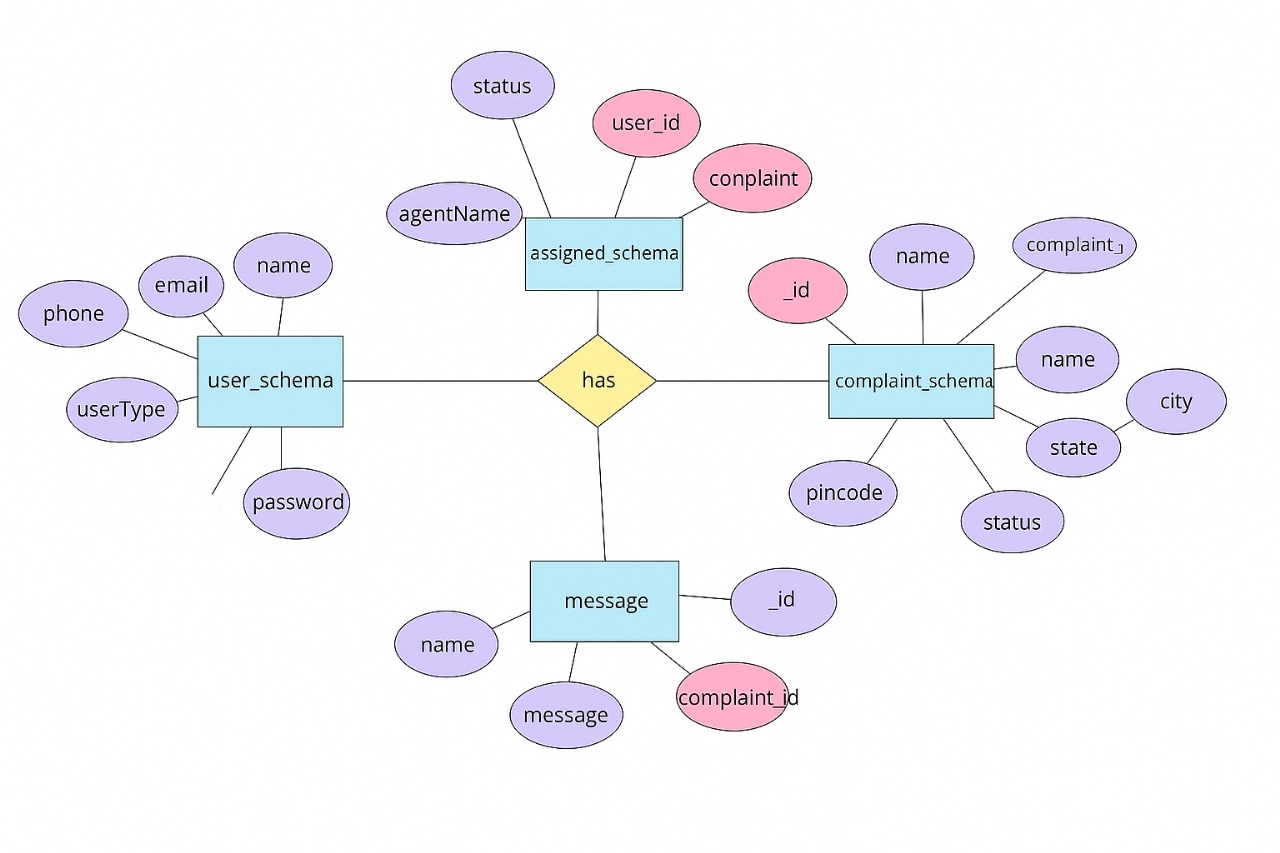 status
user_id
conplaint
agentName
assigned_schema
name
email
phone
user_schema
userType
password
has
_id
name
complaint_
name
complaint_schema
city
state
pincode
status
message
_id
name
complaint_id
message